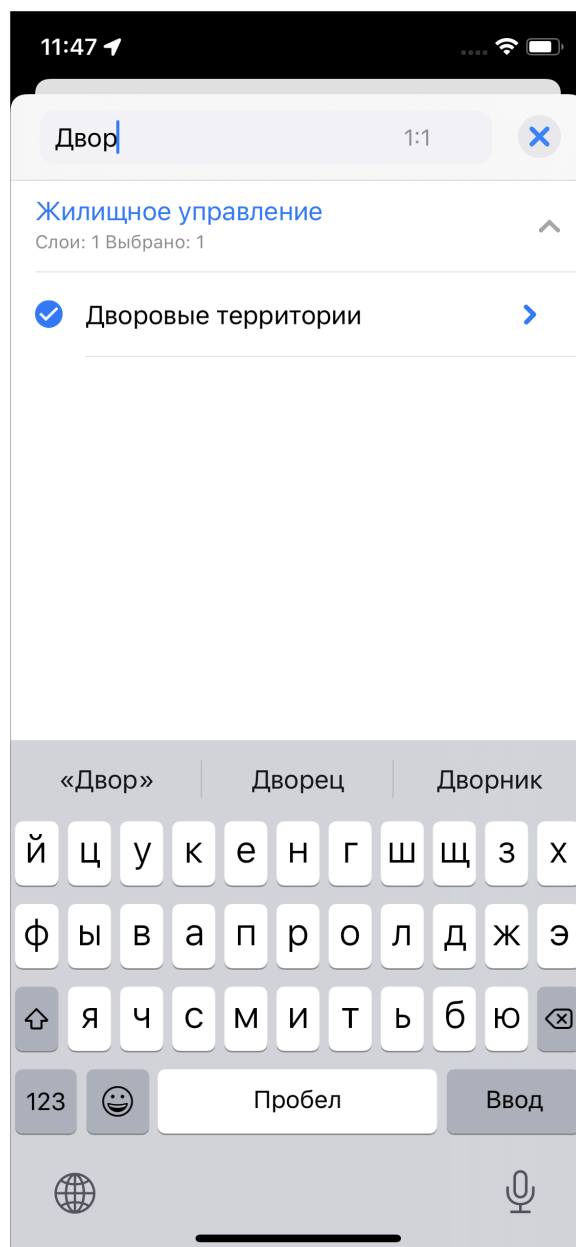 11:47
Двор 1:1
Жилищное управление
Слои: 1 Выбрано: 1
Дворовые территории
«Двор» Дворец Дворник
й ц у к е н г ш щ з х
ф ы в а п р о л д ж э
я ч с м и т ь б ю
123 Пробел Ввод